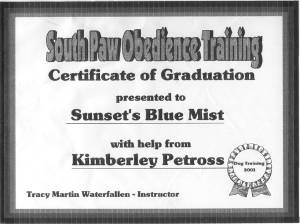 South Paw Obedience Training
Certificate of Graduation
presented to
Sunset's Blue Mist
with help from
Kimberley Petross
Dog Training
2002
Tracy Martin Waterfallen - Instructor